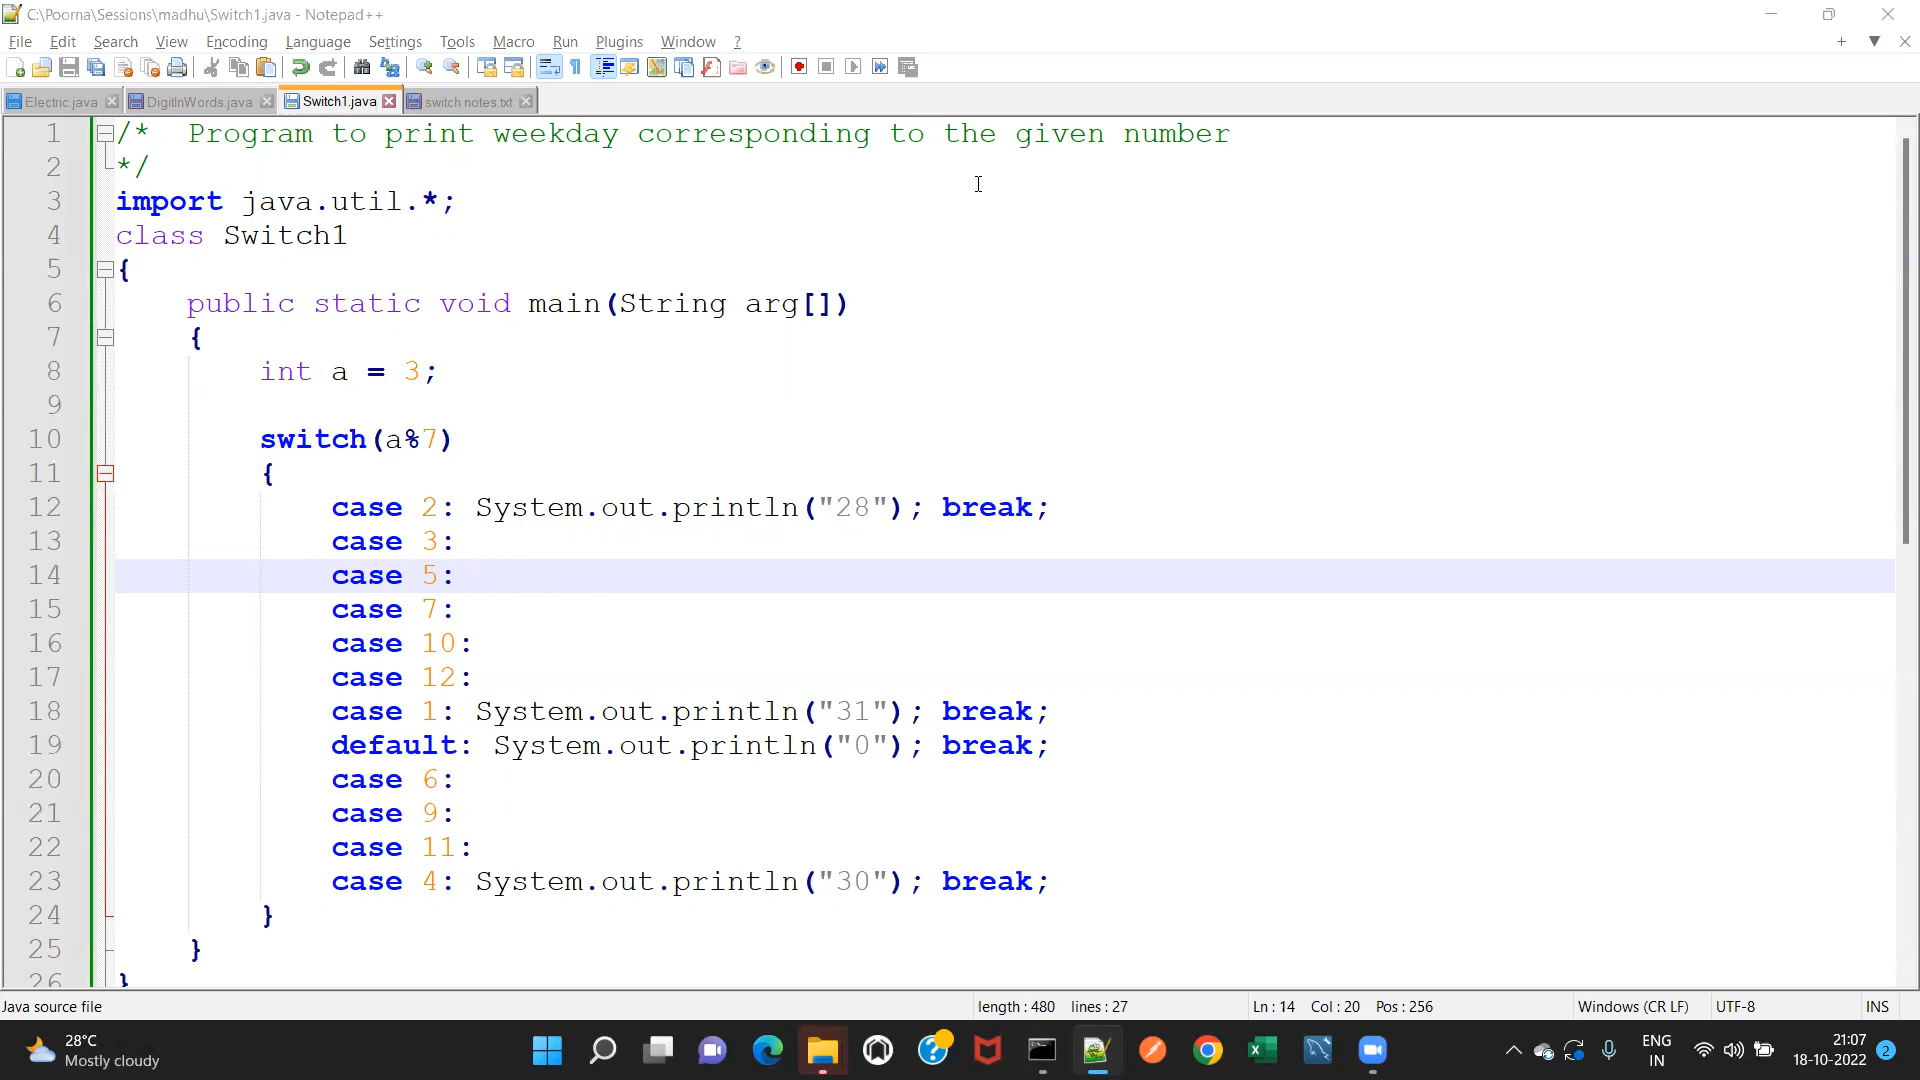 C:\Poorna\Sessions\madhu\Switch1.java - Notepad++
File Edit Search View Encoding Language Settings Tools Macro Run Plugins Window ?
Electric.java DigitInWords.java Switch1.java switch notes.txt
1 /* Program to print weekday corresponding to the given number
2 */
3 import java.util.*;
4 class Switch1
5 {
6 public static void main(String arg[])
7 {
8 int a = 3;
9
10 switch(a%7)
11 {
12 case 2: System.out.println("28"); break;
13 case 3:
14 case 5:
15 case 7:
16 case 10:
17 case 12:
18 case 1: System.out.println("31"); break;
19 default: System.out.println("0"); break;
20 case 6:
21 case 9:
22 case 11:
23 case 4: System.out.println("30"); break;
24 }
25 }
26 }
Java source file length : 480 lines : 27 Ln : 14 Col : 20 Pos : 256 Windows (CR LF) UTF-8 INS
28°C
Mostly cloudy
ENG
IN
21:07
18-10-2022
2